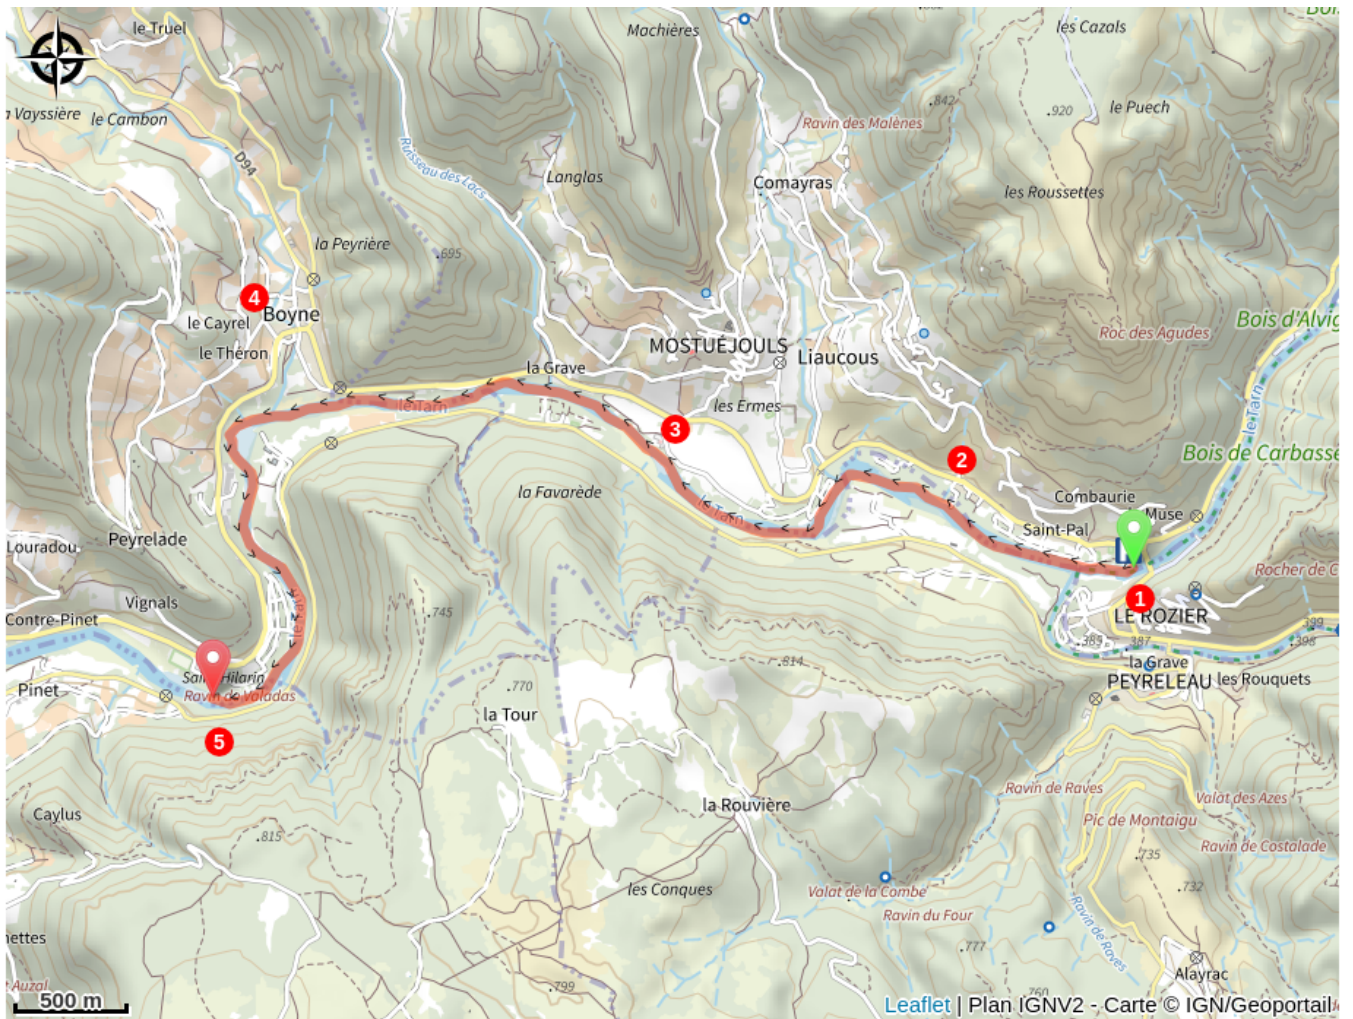 le Truel
Machières
les Cazals
.920
le Puech
.842
Vayssière
le Cambon
Ravin des Malènes
D94
Ruisseau des Lacs
Langlas
Comayras
les Roussettes
la Peyrière
.695
4
Boyne
le Cayrel
le Théron
MOSTUÉJOULS
Liaucous
Roc des Agudes
Bois d'Alvig
la Grave
le Tarn
les Ermes
3
le Tarn
Bois de Carbasse
2
la Favarède
le Tarn
Combaurie
Muse
Saint-Pal
Louradou
Peyrelade
Rocher de C
Vignals
1
LE ROZIER
Contre-Pinet
.745
385
387
399
.398
.814
la Grave
PEYRELEAU
les Rouquets
Pinet
Ravin de Valadas
.770
la Tour
5
Ravin de Raves
Valat des Azes
la Rouvière
Pic de Montaigu
Caylus
.815
Ravin de Costalade
.735
les Conques
Valat de la Combe
.732
Ravin du Four
Ravin de Raves
.777
Alayrac
t Auzal
.799
760
500 m
Leaflet | Plan IGNV2 - Carte © IGN/Geoportail